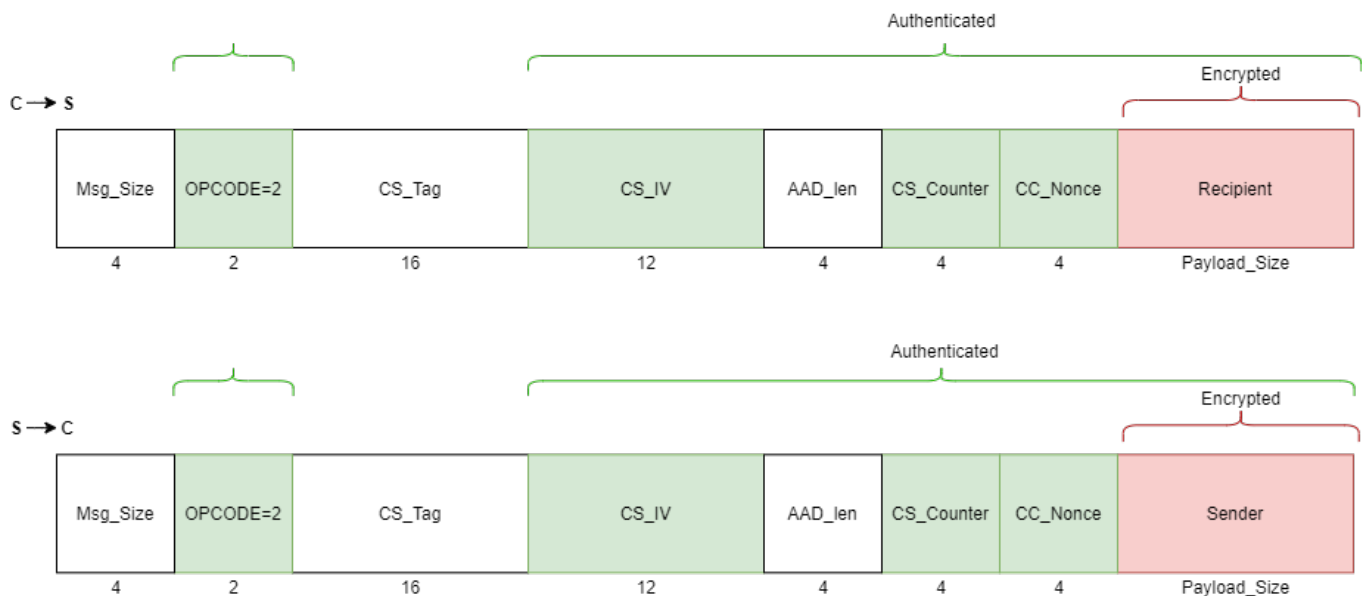 Authenticated
Encrypted
C → S
Msg_Size OPCODE=2 CS_Tag CS_IV AAD_len CS_Counter CC_Nonce Recipient
4 2 16 12 4 4 4 Payload_Size
Authenticated
Encrypted
S → C
Msg_Size OPCODE=2 CS_Tag CS_IV AAD_len CS_Counter CC_Nonce Sender
4 2 16 12 4 4 4 Payload_Size